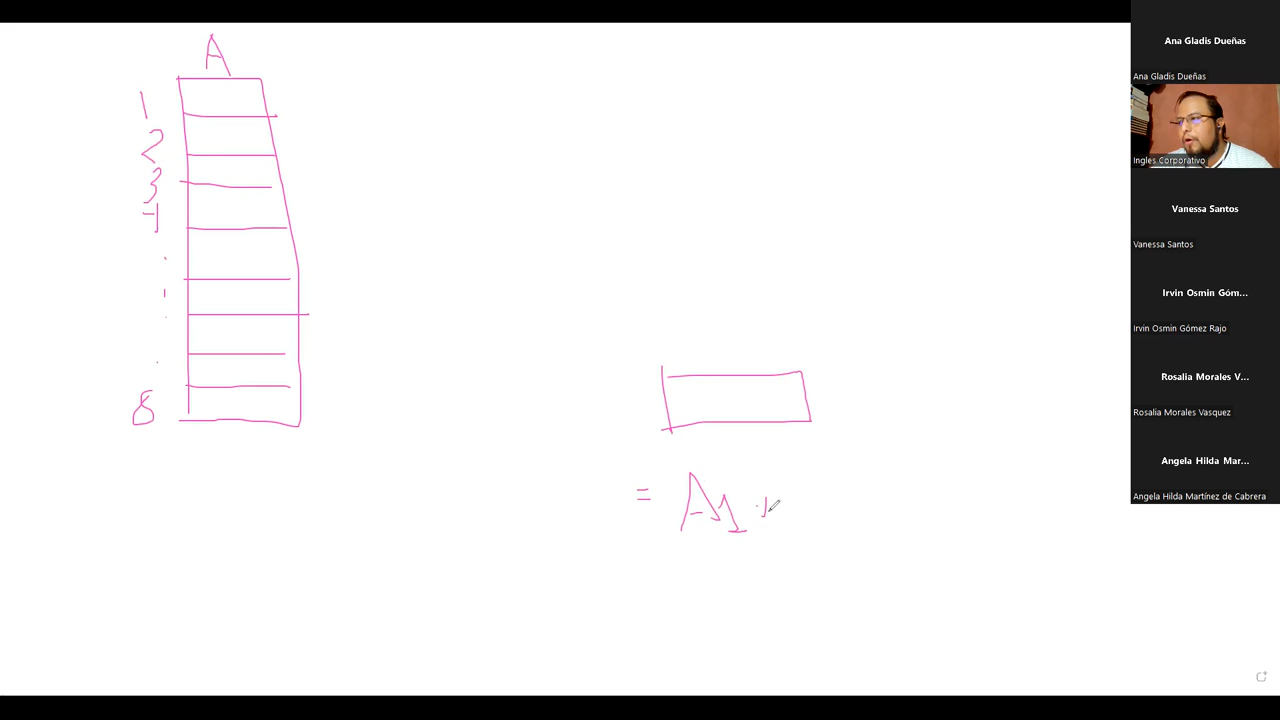 A
1
2
3
4
8
= A1
Ana Gladis Dueñas
Ana Gladis Dueñas
Ingles Corporativo
Vanessa Santos
Vanessa Santos
Irvin Osmin Góm...
Irvin Osmin Gómez Rajo
Rosalia Morales V...
Rosalia Morales Vasquez
Angela Hilda Mar...
Angela Hilda Martínez de Cabrera